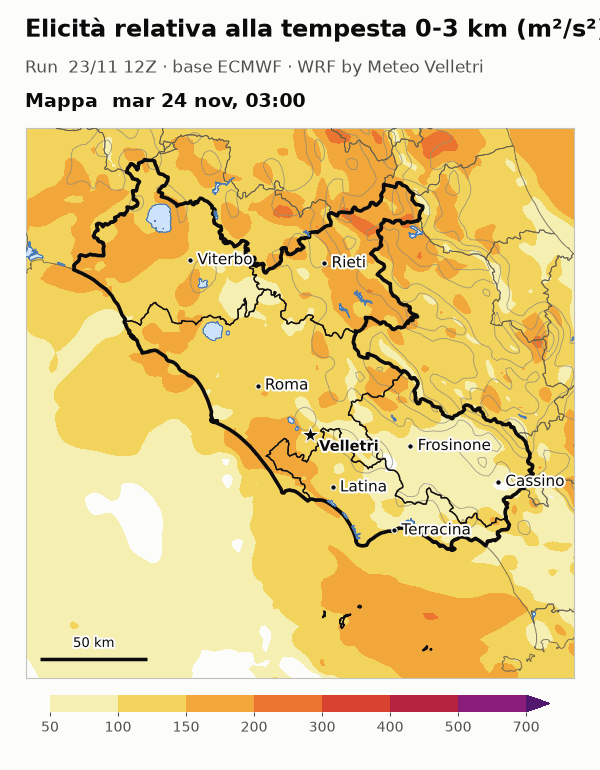 Elicità relativa alla tempesta 0-3 km (m²/s²)
Run 23/11 12Z · base ECMWF · WRF by Meteo Velletri
Mappa mar 24 nov, 03:00
Viterbo
Rieti
Roma
Velletri
Frosinone
Cassino
Latina
Terracina
50 km
50 100 150 200 300 400 500 700